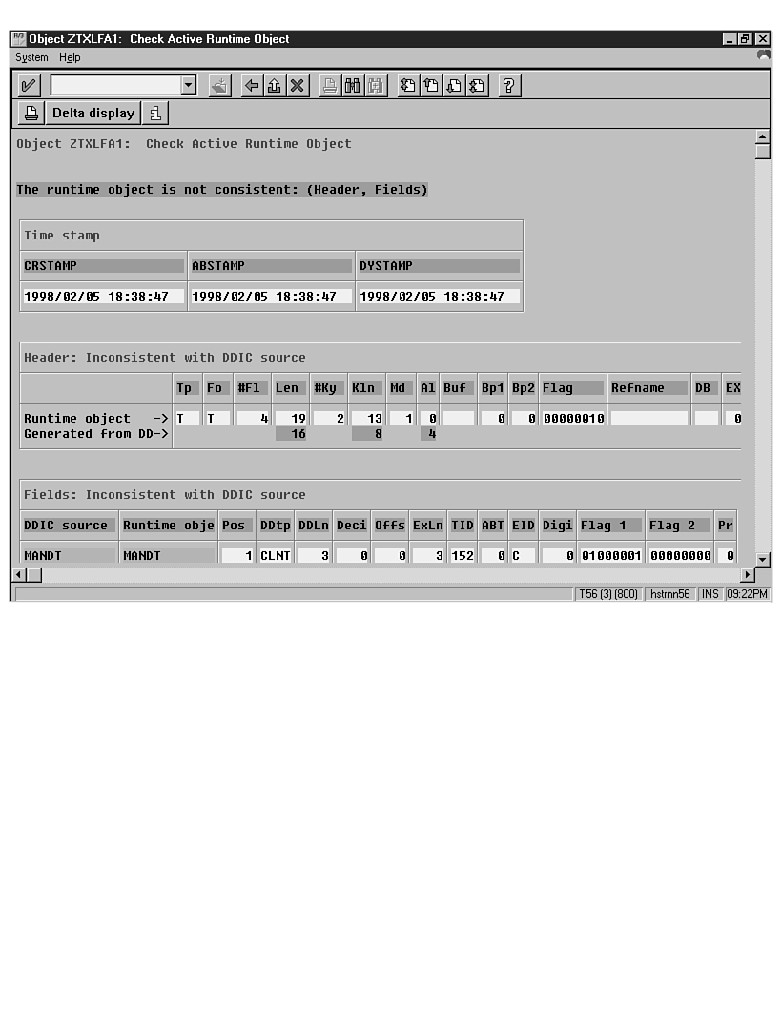 Object ZTXLFA1: Check Active Runtime Object
System Help
Delta display
Object ZTXLFA1: Check Active Runtime Object
The runtime object is not consistent: (Header, Fields)
Time stamp
CRSTAMP ABSTAMP DYSTAMP
1998/02/05 18:38:47 1998/02/05 18:38:47 1998/02/05 18:38:47
Header: Inconsistent with DDIC source
Tp Fo #Fl Len #Ky Kln Md Al Buf Bp1 Bp2 Flag Refname DB EX
Runtime object -> T T 4 19 2 13 1 0 0 0 00000010 0
Generated from DD-> 16 8 4
Fields: Inconsistent with DDIC source
DDIC source Runtime obje Pos DDtp DDLn Deci Offs ExLn TID ABT EID Digi Flag 1 Flag 2 Pr
MANDT MANDT 1 CLNT 3 0 0 3 152 0 C 0 01000001 00000000 0
T56 (3) (800) INS 09:22PM